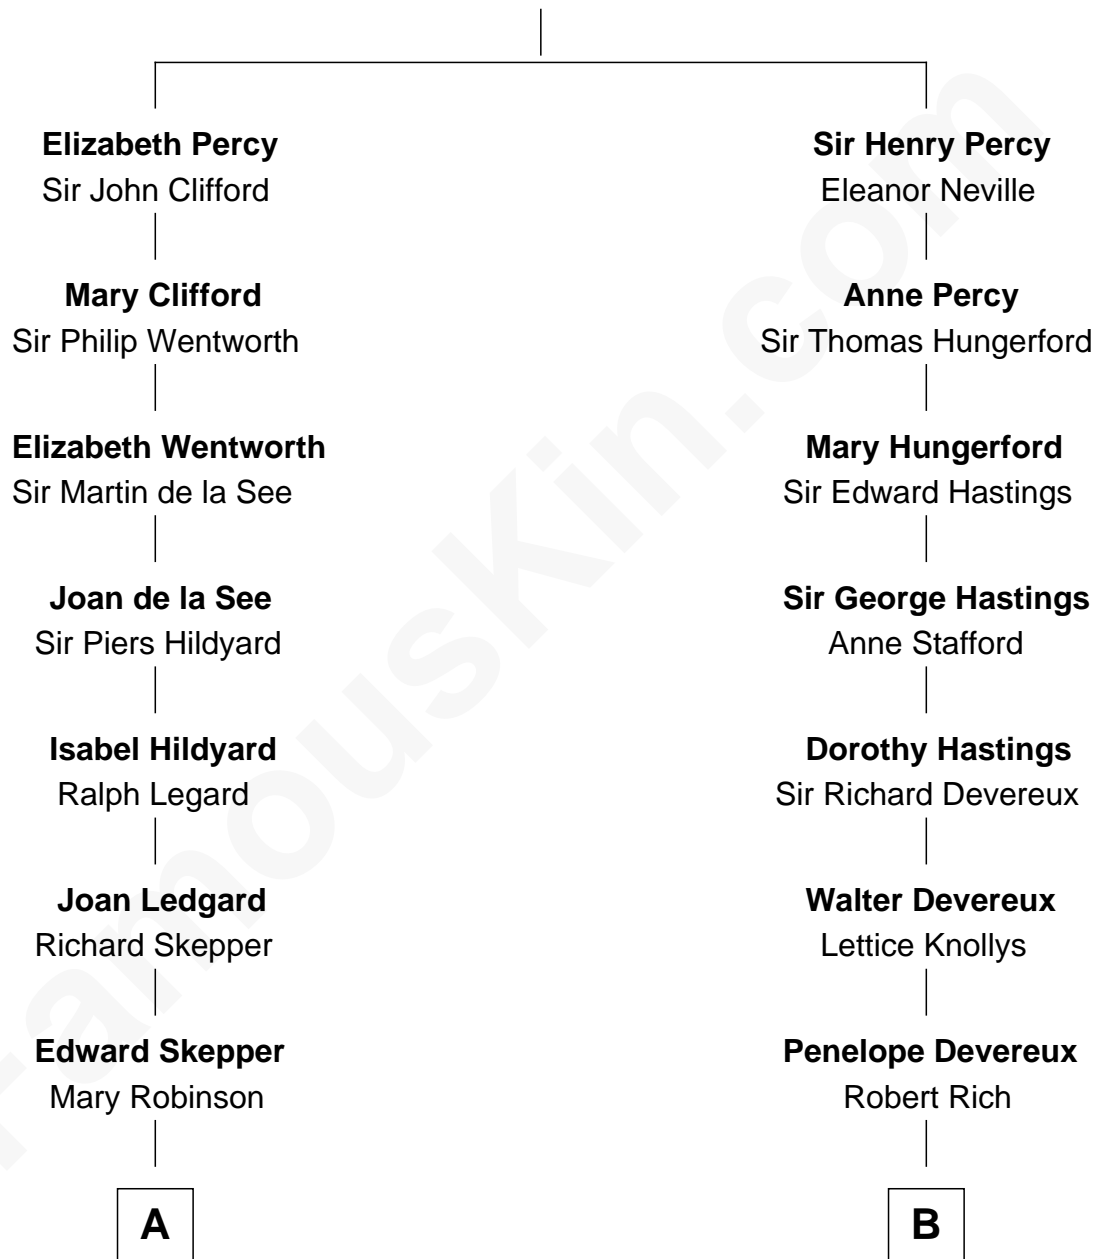 Elizabeth Percy
Sir John Clifford
Sir Henry Percy
Eleanor Neville
Mary Clifford
Sir Philip Wentworth
Anne Percy
Sir Thomas Hungerford
Elizabeth Wentworth
Sir Martin de la See
Mary Hungerford
Sir Edward Hastings
Joan de la See
Sir Piers Hildyard
Sir George Hastings
Anne Stafford
Isabel Hildyard
Ralph Legard
Dorothy Hastings
Sir Richard Devereux
Joan Ledgard
Richard Skepper
Walter Devereux
Lettice Knollys
Edward Skepper
Mary Robinson
Penelope Devereux
Robert Rich
A
B
FamousKin.com